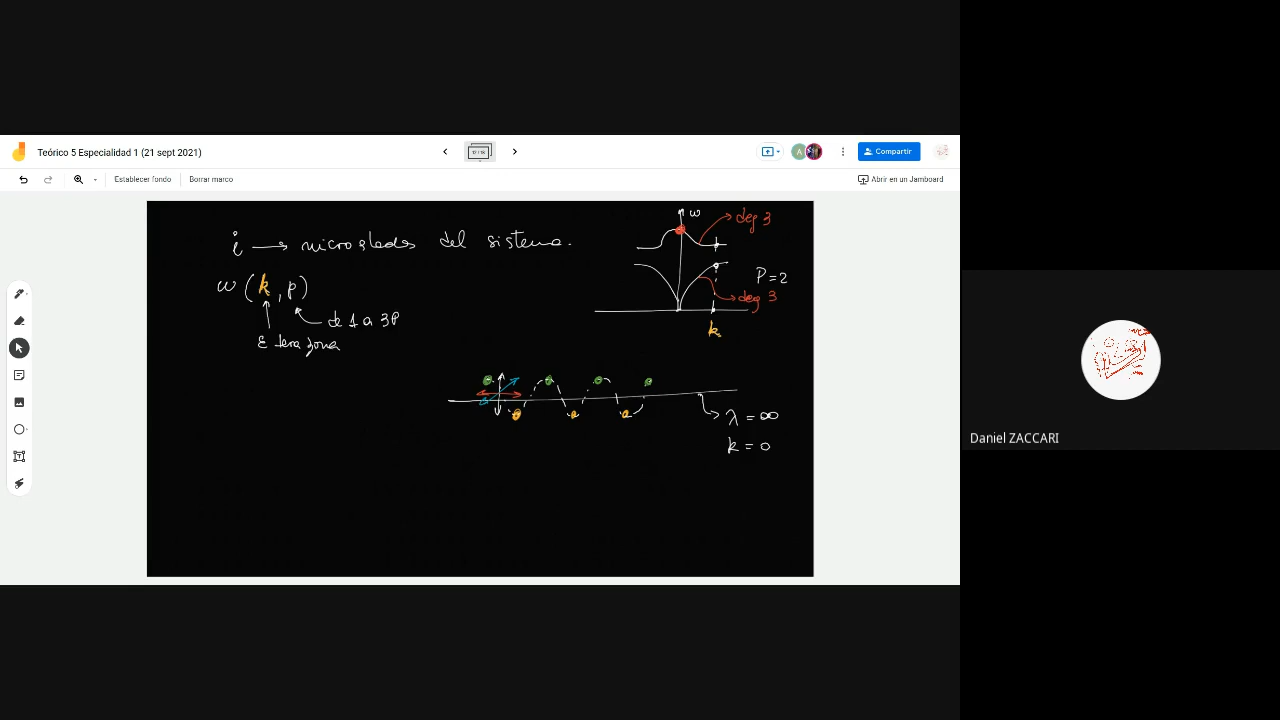 Teórico 5 Especialidad 1 (21 sept 2021)
A
Compartir
Establecer fondo
Borrar marco
Abrir en un Jamboard
i → microestados del sistema.
ω
deg 3
ω (k, p)
P = 2
deg 3
de 1 a 3P
k
∈ 1era zona
λ = ∞
k = 0
Daniel ZACCARI